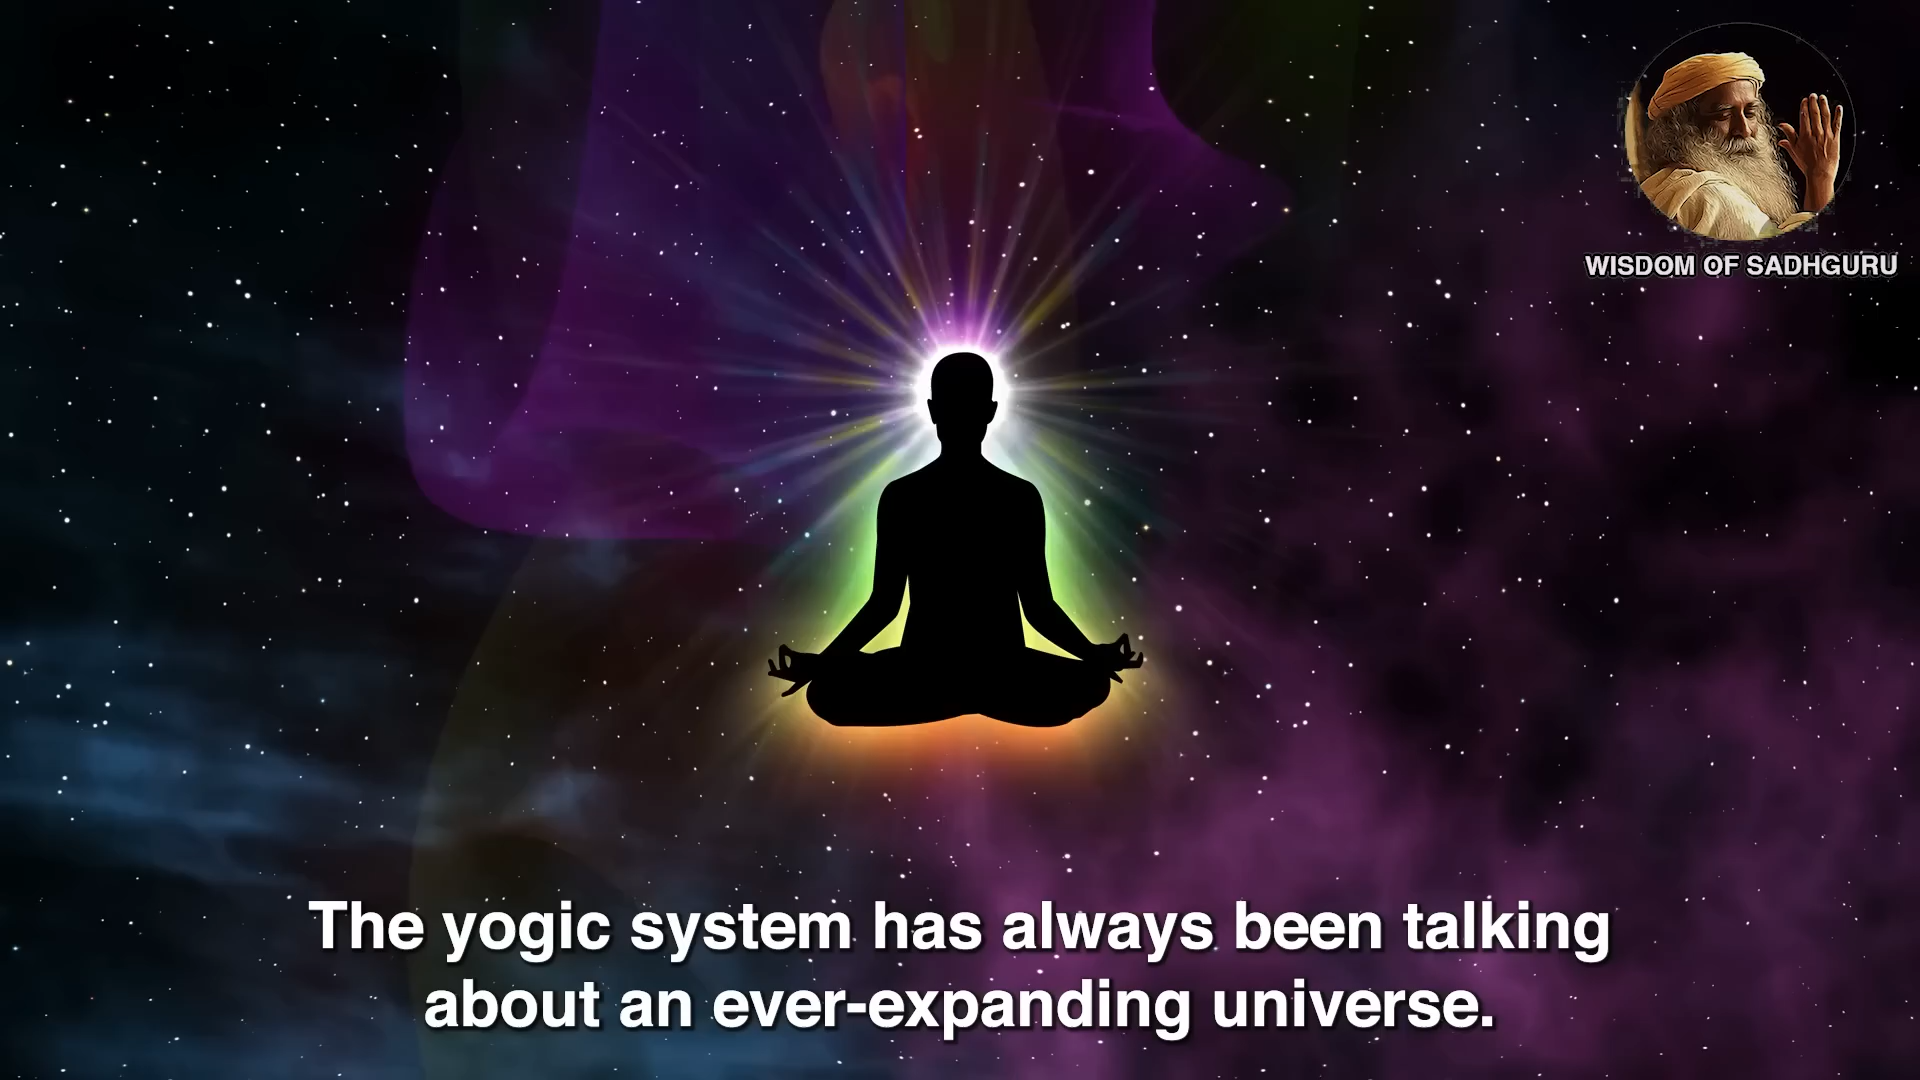 WISDOM OF SADHGURU
The yogic system has always been talking
about an ever-expanding universe.